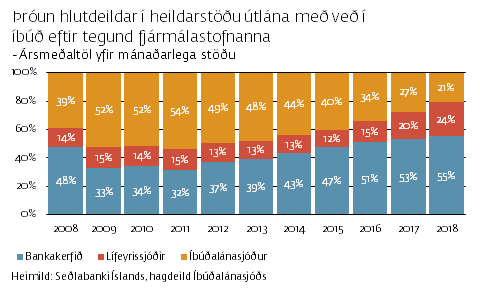 Þróun hlutdeildar í heildarstöðu útlána með veð í
íbúð eftir tegund fjármálastofnanna
- Ársmeðaltöl yfir mánaðarlega stöðu
100%
80%
60%
40%
20%
0%
39% 52% 52% 54% 49% 48% 44% 40% 34% 27% 21%
14% 15% 14% 15% 13% 13% 13% 12% 15% 20% 24%
48% 33% 34% 32% 37% 39% 43% 47% 51% 53% 55%
2008 2009 2010 2011 2012 2013 2014 2015 2016 2017 2018
Bankakerfið Lífeyrissjóðir Íbúðalánasjóður
Heimild: Seðlabanki Íslands, hagdeild Íbúðalánasjóðs